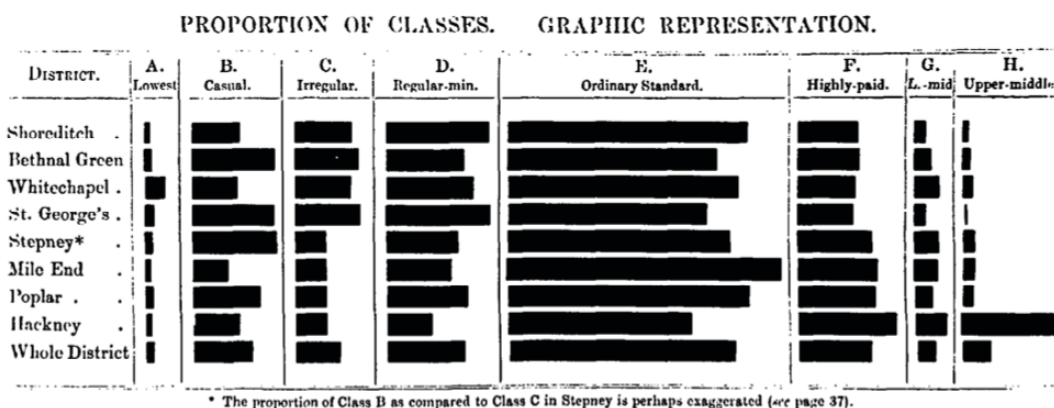 PROPORTION OF CLASSES. GRAPHIC REPRESENTATION.
DISTRICT. A. Lowest B. Casual. C. Irregular. D. Regular-min. E. Ordinary Standard. F. Highly-paid. G. L.-mid H. Upper-middle
Shoreditch .
Bethnal Green
Whitechapel .
St. George's .
Stepney* .
Mile End .
Poplar . .
Hackney .
Whole District
* The proportion of Class B as compared to Class C in Stepney is perhaps exaggerated (see page 37).